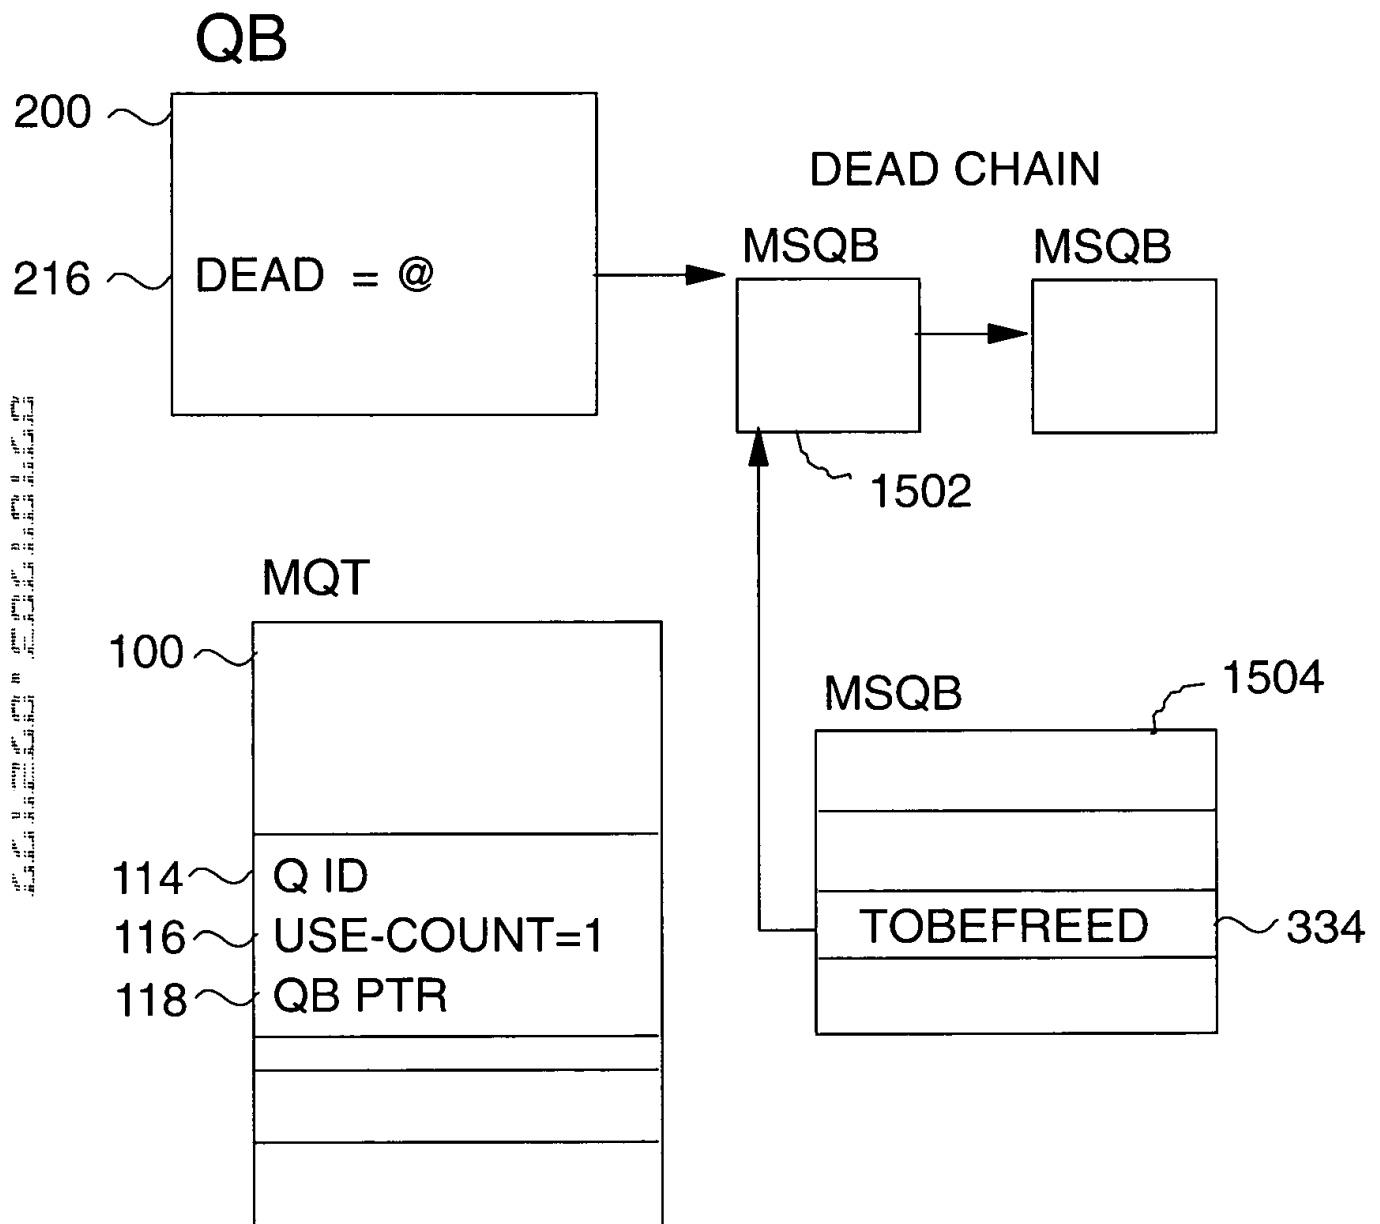 QB
200
DEAD CHAIN
MSQB MSQB
216 DEAD = @
1502
MQT
100
MSQB
1504
114 Q ID
116 USE-COUNT=1
TOBEFREED 334
118 QB PTR